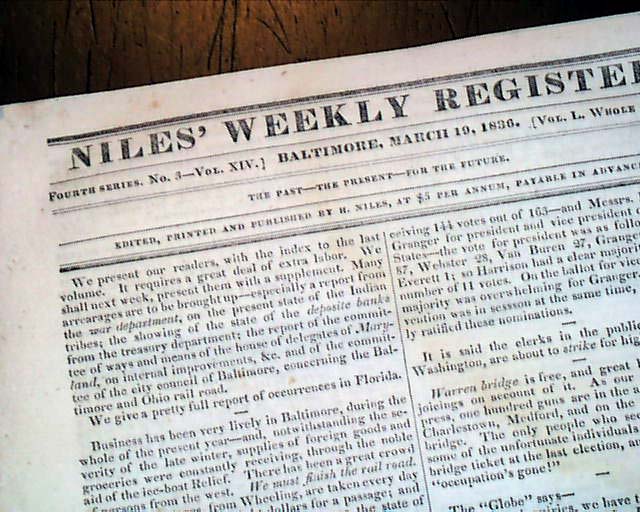 NILES' WEEKLY REGISTE
FOURTH SERIES. No. 3—VOL. XIV.] BALTIMORE, MARCH 19, 1836. [VOL. L. WHOLE
THE PAST—THE PRESENT—FOR THE FUTURE.
EDITED, PRINTED AND PUBLISHED BY H. NILES, AT $5 PER ANNUM, PAYABLE IN ADVANC
We present our readers, with the index to the last
volume. It requires a great deal of extra labor. We
shall next week, present them with a supplement. Many
arrearages are to be brought up—especially a report from
the war department, on the present state of the Indian
tribes; the showing of the state of the deposite banks
from the treasury department; the report of the commit-
tee of ways and means of the house of delegates of Mary-
land, on internal improvements, &c. and of the commit-
tee of the city council of Baltimore, concerning the Bal-
timore and Ohio rail road.
We give a pretty full report of occurrences in Florida.
Business has been very lively in Baltimore, during the
whole of the present year—and, notwithstanding the se-
verity of the late winter, supplies of foreign goods and
groceries were constantly receiving, through the noble
aid of the ice-boat Relief. There has been a great crowd
of persons from the west. We must finish the rail road.
from Wheeling, are taken every day
dollars for a passage; and
state of
ceiving 144 votes out of 163—and Messrs.
Granger for president and vice president
States—the vote for president was as follo
87, Webster 28, Van Buren 27, Grang
Everett 1; so Harrison had a clear major
number of 11 votes. On the ballot for vic
majority was overwhelming for Granger
vention was in session at the same time,
ly ratified these nominations.
It is said the clerks in the publi
Washington, are about to strike for hig
Warren bridge is free, and great
joicings on account of it. As our
press, one hundred guns are in the
Charlestown, Medford, and on the
bridge. The only people who
some of the unfortunate individuals
bridge ticket at the last election,
"occupation's gone!"
The "Globe" says—
inquiries, we have